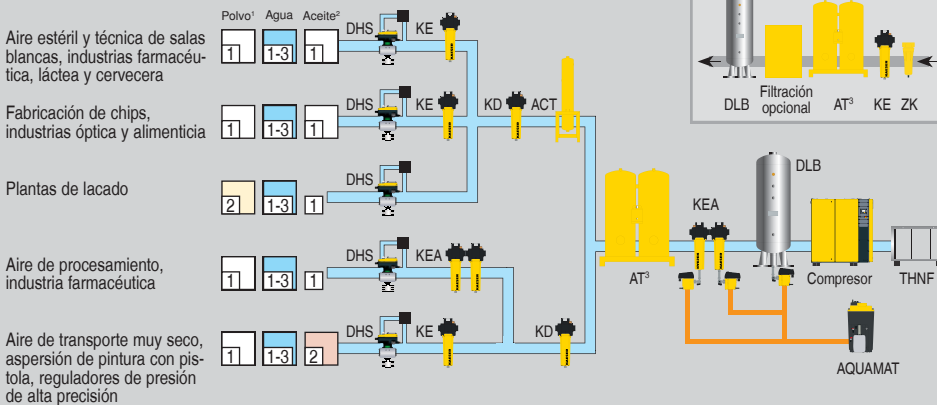 Polvo¹ Agua Aceite²
Aire estéril y técnica de salas
blancas, industrias farmacéu-
tica, láctea y cervecera
1 1-3 1
DHS KE
Fabricación de chips,
industrias óptica y alimenticia
1 1-3 1
DHS KE KD ACT
Plantas de lacado
2 1-3 1
DHS
Aire de procesamiento,
industria farmacéutica
1 1-3 1
DHS KEA
Aire de transporte muy seco,
aspersión de pintura con pis-
tola, reguladores de presión
de alta precisión
1 1-3 2
DHS KE KD
DLB
Filtración
opcional
AT³ KE ZK
AT³
KEA
DLB
Compresor
THNF
AQUAMAT